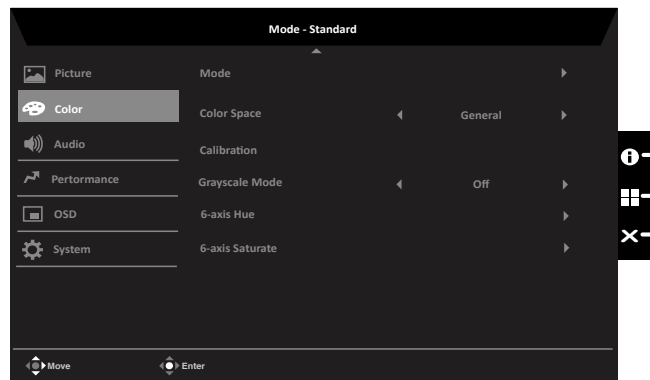 Mode - Standard
Picture
Mode
Color
Color Space
General
Audio
Calibration
Pertormance
Grayscale Mode
Off
OSD
6-axis Hue
System
6-axis Saturate
Move
Enter